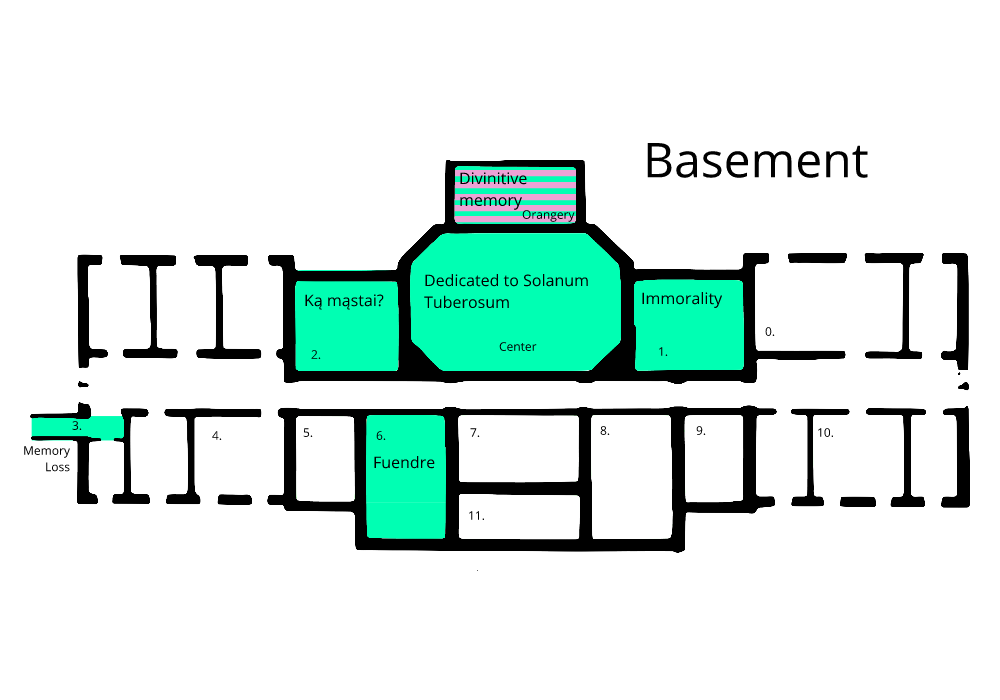 Basement
Divinitive
memory
Orangery
Dedicated to Solanum
Tuberosum
Center
Ką mąstai?
2.
Immorality
1.
0.
3.
Memory
Loss
4.
5.
6.
Fuendre
7.
8.
9.
10.
11.